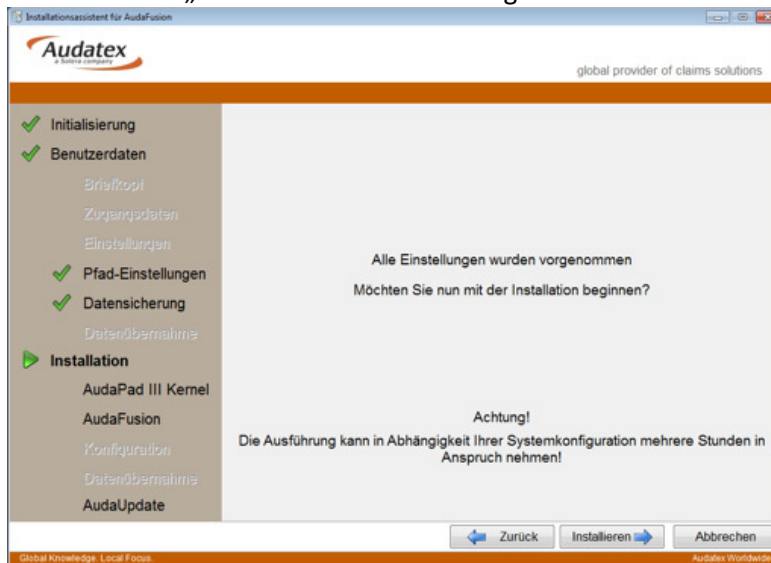 Installationsassistent für AudaFusion
Audatex
a Solera company
global provider of claims solutions
Initialisierung
Benutzerdaten
Briefkopf
Zugangsdaten
Einstellungen
Pfad-Einstellungen
Datensicherung
Datenübernahme
Installation
AudaPad III Kernel
AudaFusion
Konfiguration
Datenübernahme
AudaUpdate
Alle Einstellungen wurden vorgenommen
Möchten Sie nun mit der Installation beginnen?
Achtung!
Die Ausführung kann in Abhängigkeit Ihrer Systemkonfiguration mehrere Stunden in
Anspruch nehmen!
Zurück
Installieren
Abbrechen
Global Knowledge. Local Focus.
Audatex Worldwide